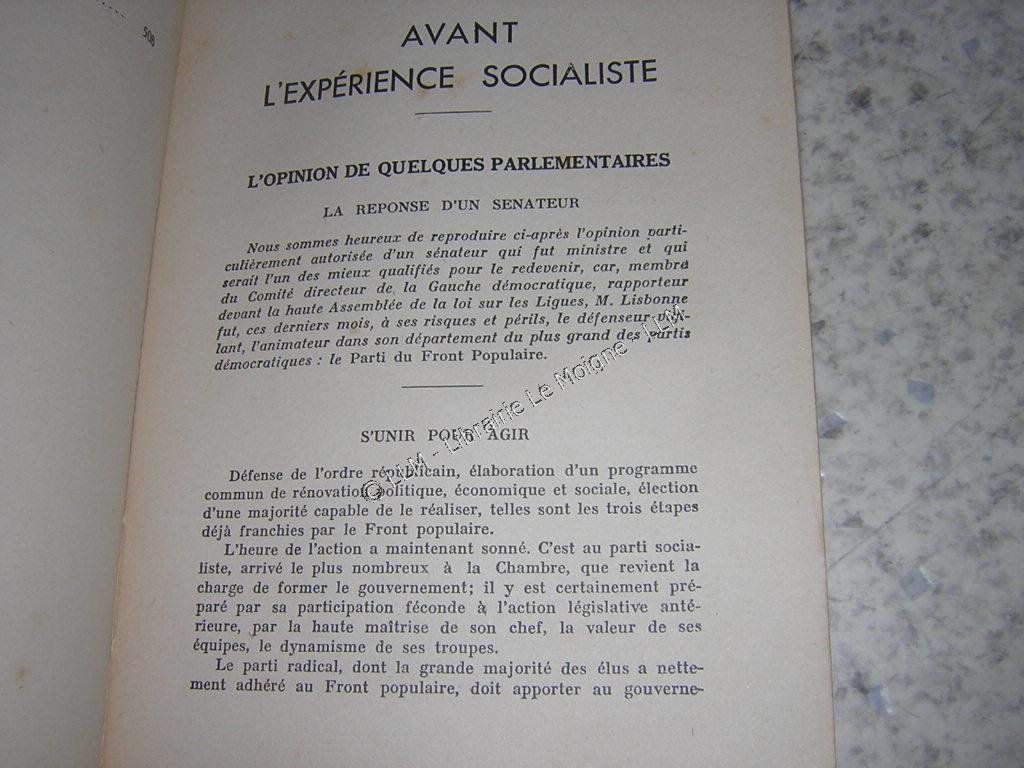 508
AVANT
L'EXPÉRIENCE SOCIALISTE
L'OPINION DE QUELQUES PARLEMENTAIRES
LA REPONSE D'UN SENATEUR
Nous sommes heureux de reproduire ci-après l'opinion parti-
culièrement autorisée d'un sénateur qui fut ministre et qui
serait l'un des mieux qualifiés pour le redevenir, car, membre
du Comité directeur de la Gauche démocratique, rapporteur
devant la haute Assemblée de la loi sur les Ligues, M. Lisbonne
fut, ces derniers mois, à ses risques et périls, le défenseur vigi-
lant, l'animateur dans son département du plus grand des partis
démocratiques : le Parti du Front Populaire.
S'UNIR POUR AGIR
Défense de l'ordre républicain, élaboration d'un programme
commun de rénovation politique, économique et sociale, élection
d'une majorité capable de le réaliser, telles sont les trois étapes
déjà franchies par le Front populaire.
L'heure de l'action a maintenant sonné. C'est au parti socia-
liste, arrivé le plus nombreux à la Chambre, que revient la
charge de former le gouvernement; il y est certainement pré-
paré par sa participation féconde à l'action législative anté-
rieure, par la haute maîtrise de son chef, la valeur de ses
équipes, le dynamisme de ses troupes.
Le parti radical, dont la grande majorité des élus a nette-
ment adhéré au Front populaire, doit apporter au gouverne-
© LLM - Librairie Le Moigne - LLM